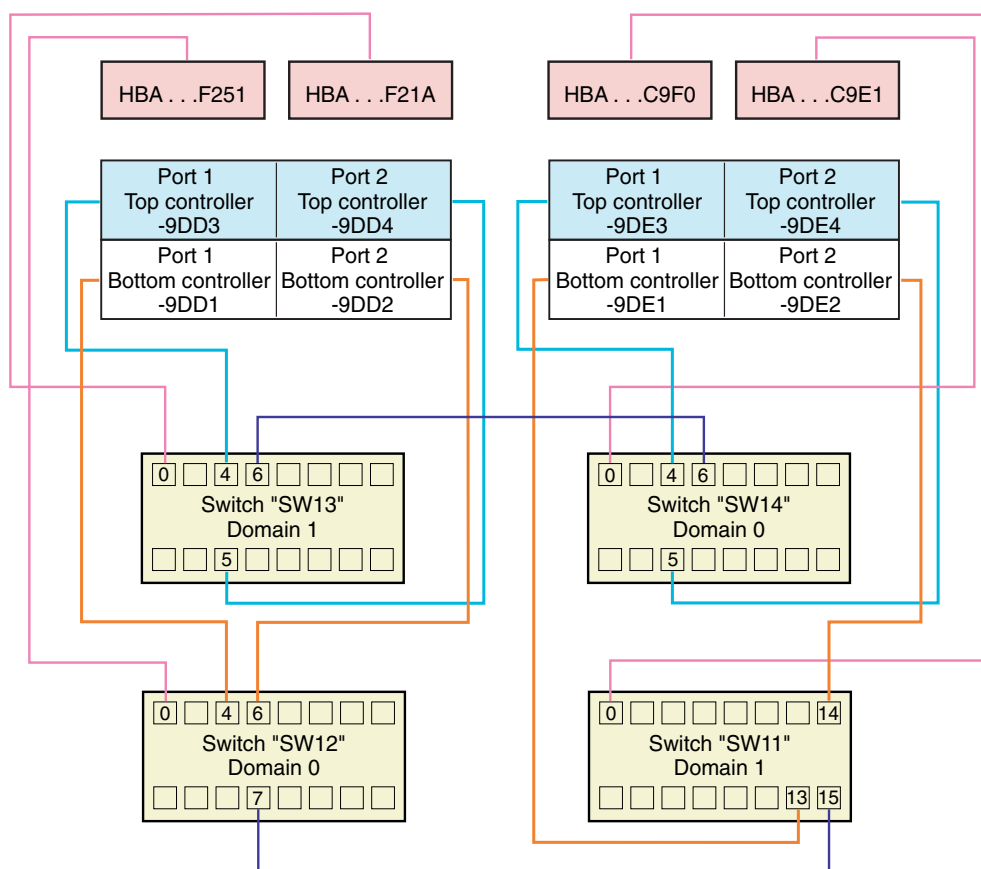 HBA . . .F251
HBA . . .F21A
HBA . . .C9F0
HBA . . .C9E1
Port 1
Top controller
-9DD3
Port 2
Top controller
-9DD4
Port 1
Bottom controller
-9DD1
Port 2
Bottom controller
-9DD2
Port 1
Top controller
-9DE3
Port 2
Top controller
-9DE4
Port 1
Bottom controller
-9DE1
Port 2
Bottom controller
-9DE2
0 4 6
Switch "SW13"
Domain 1
5
0 4 6
Switch "SW14"
Domain 0
5
0 4 6
Switch "SW12"
Domain 0
7
0 14
Switch "SW11"
Domain 1
13 15